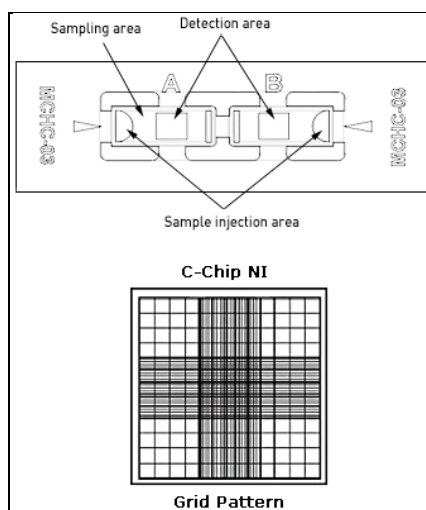 Detection area
Sampling area
A B
MCHC-03
MCHC-03
Sample injection area
C-Chip NI
Grid Pattern